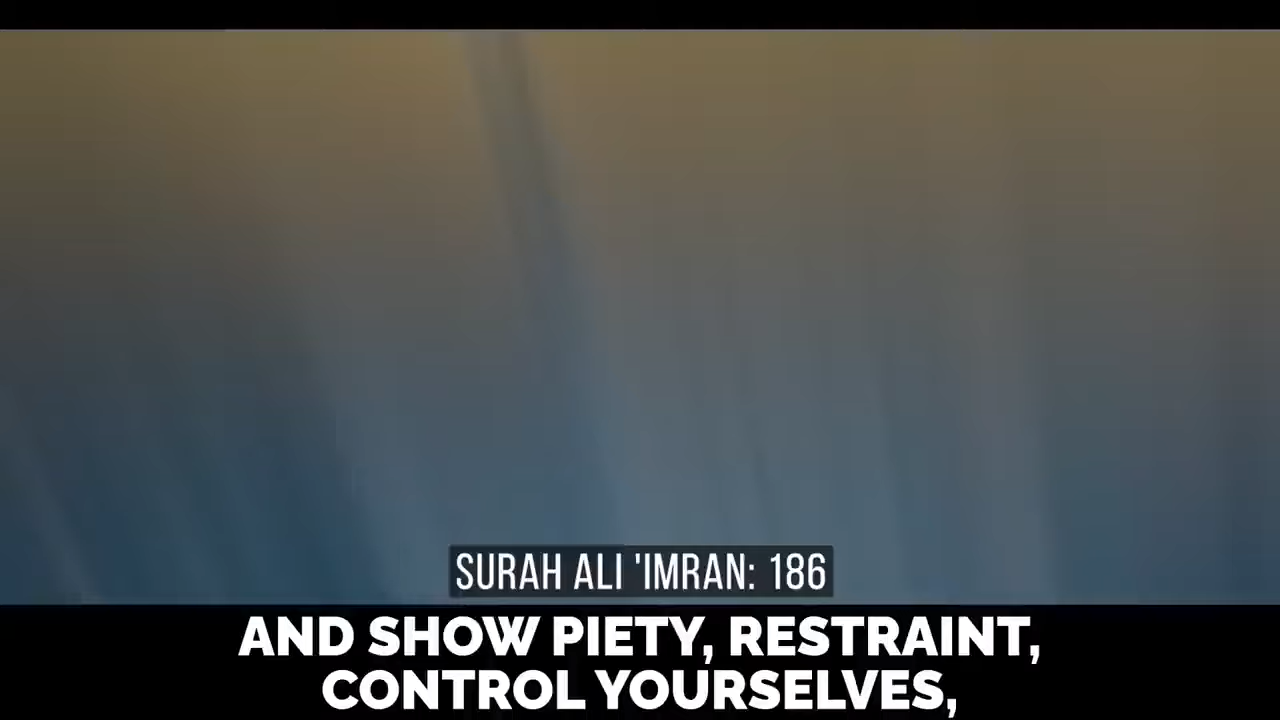 SURAH ALI 'IMRAN: 186
AND SHOW PIETY, RESTRAINT,
CONTROL YOURSELVES,